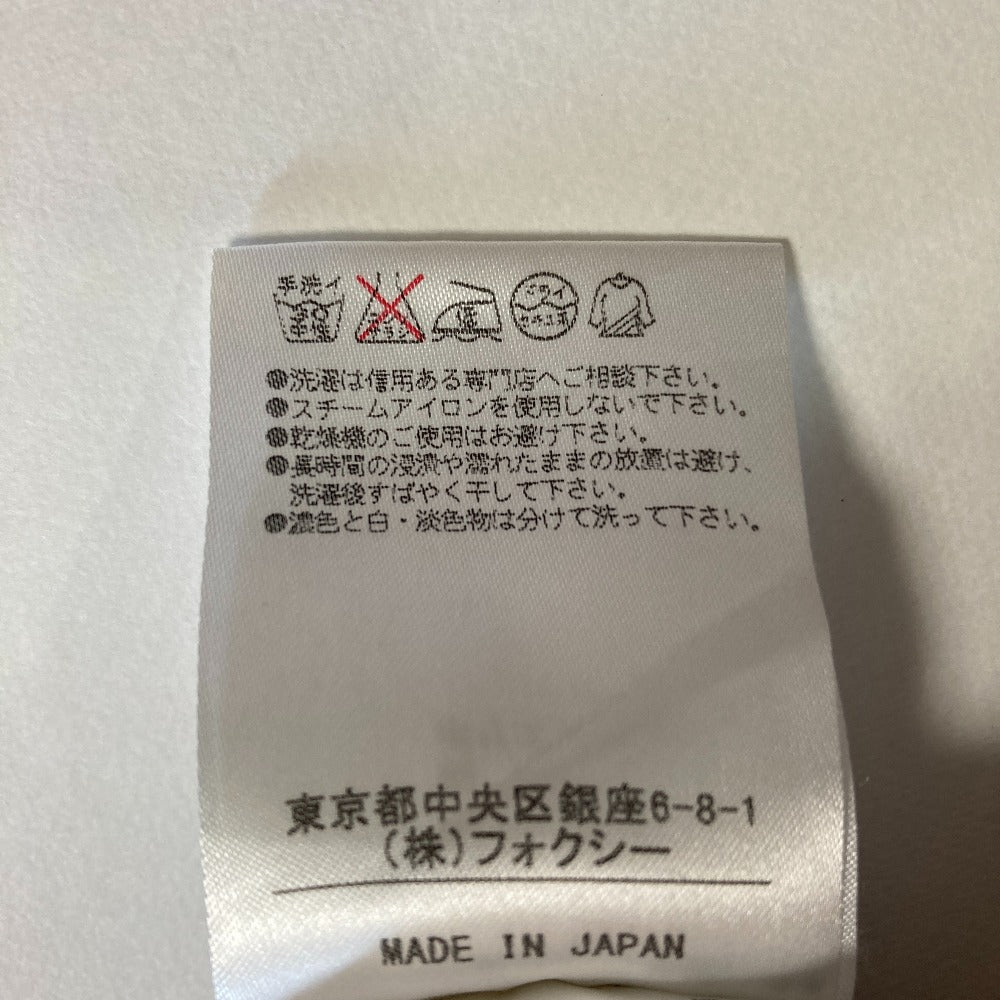 手洗イ
洗濯は信用ある専門店へご相談下さい。
スチームアイロンを使用しないで下さい。
乾燥機のご使用はお避け下さい。
長時間の浸漬や濡れたままの放置は避け、
洗濯後すばやく干して下さい。
濃色と白・淡色物は分けて洗って下さい。
東京都中央区銀座6-8-1
(株)フォクシー
MADE IN JAPAN